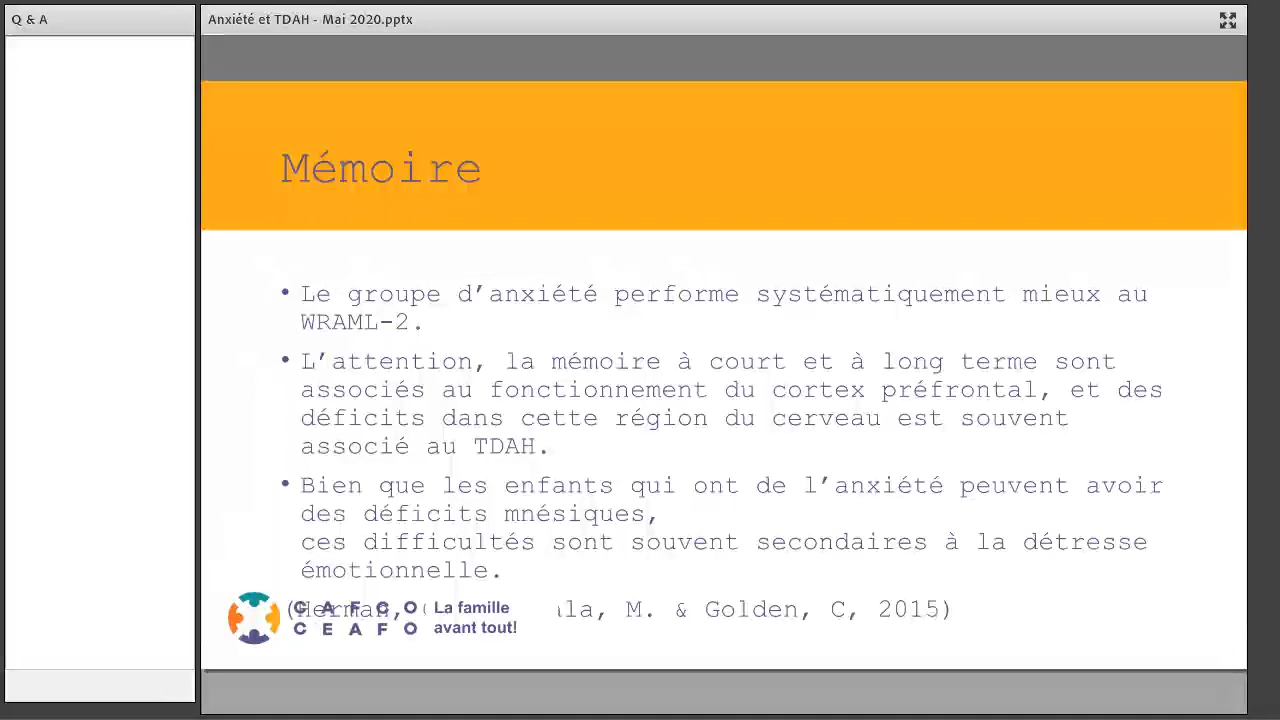 Q & A
Anxiété et TDAH - Mai 2020.pptx
Mémoire
• Le groupe d’anxiété performe systématiquement mieux au
WRAML-2.
• L’attention, la mémoire à court et à long terme sont
associés au fonctionnement du cortex préfrontal, et des
déficits dans cette région du cerveau est souvent
associé au TDAH.
• Bien que les enfants qui ont de l’anxiété peuvent avoir
des déficits mnésiques,
ces difficultés sont souvent secondaires à la détresse
émotionnelle.
(Herman, M. & Golden, C, 2015)
CAFCO
CEAFO
La famille
avant tout!